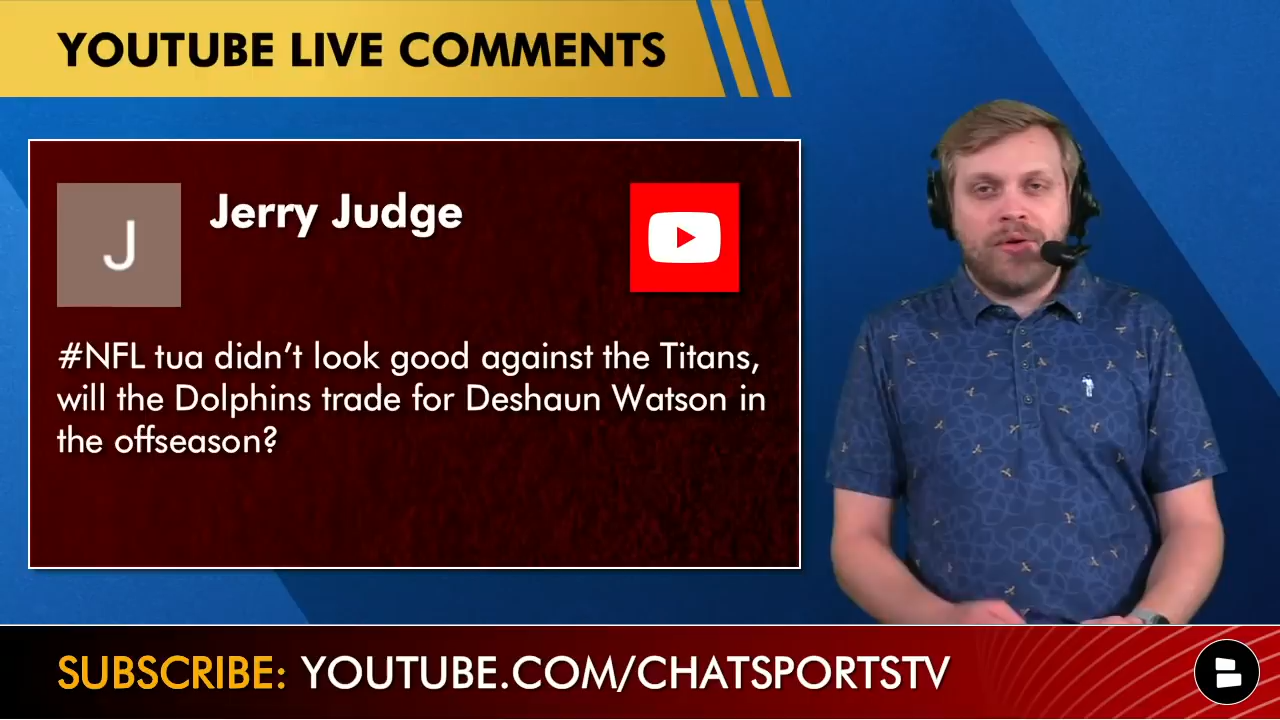 YOUTUBE LIVE COMMENTS
J
Jerry Judge
#NFL tua didn’t look good against the Titans,
will the Dolphins trade for Deshaun Watson in
the offseason?
SUBSCRIBE: YOUTUBE.COM/CHATSPORTSTV